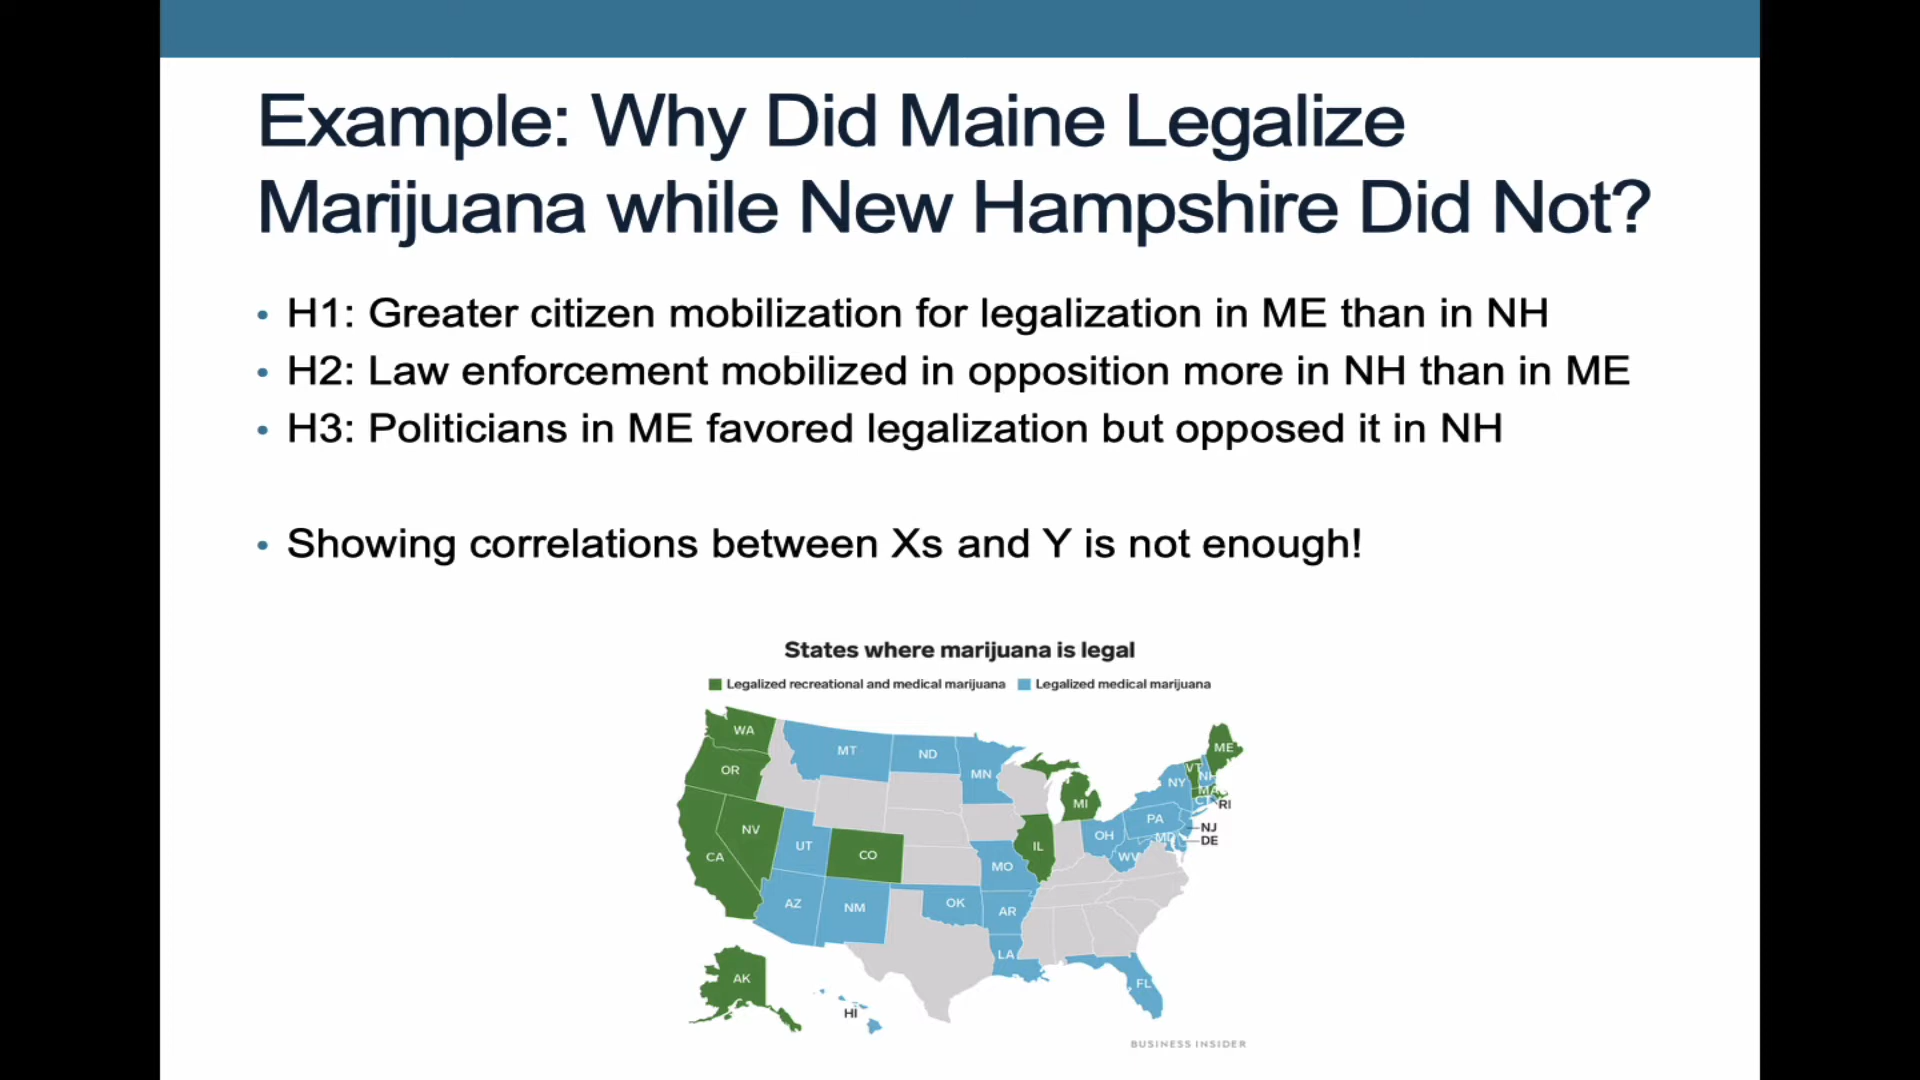 Example: Why Did Maine Legalize
Marijuana while New Hampshire Did Not?
• H1: Greater citizen mobilization for legalization in ME than in NH
• H2: Law enforcement mobilized in opposition more in NH than in ME
• H3: Politicians in ME favored legalization but opposed it in NH
• Showing correlations between Xs and Y is not enough!
States where marijuana is legal
Legalized recreational and medical marijuana Legalized medical marijuana
WA
MT
ND
MN
ME
OR
VT
NH
NY
MA
CT
RI
MI
NV
PA
NJ
CA
UT
CO
IL
OH
MD
DE
WV
MO
AZ
NM
OK
AR
LA
FL
AK
HI
BUSINESS INSIDER